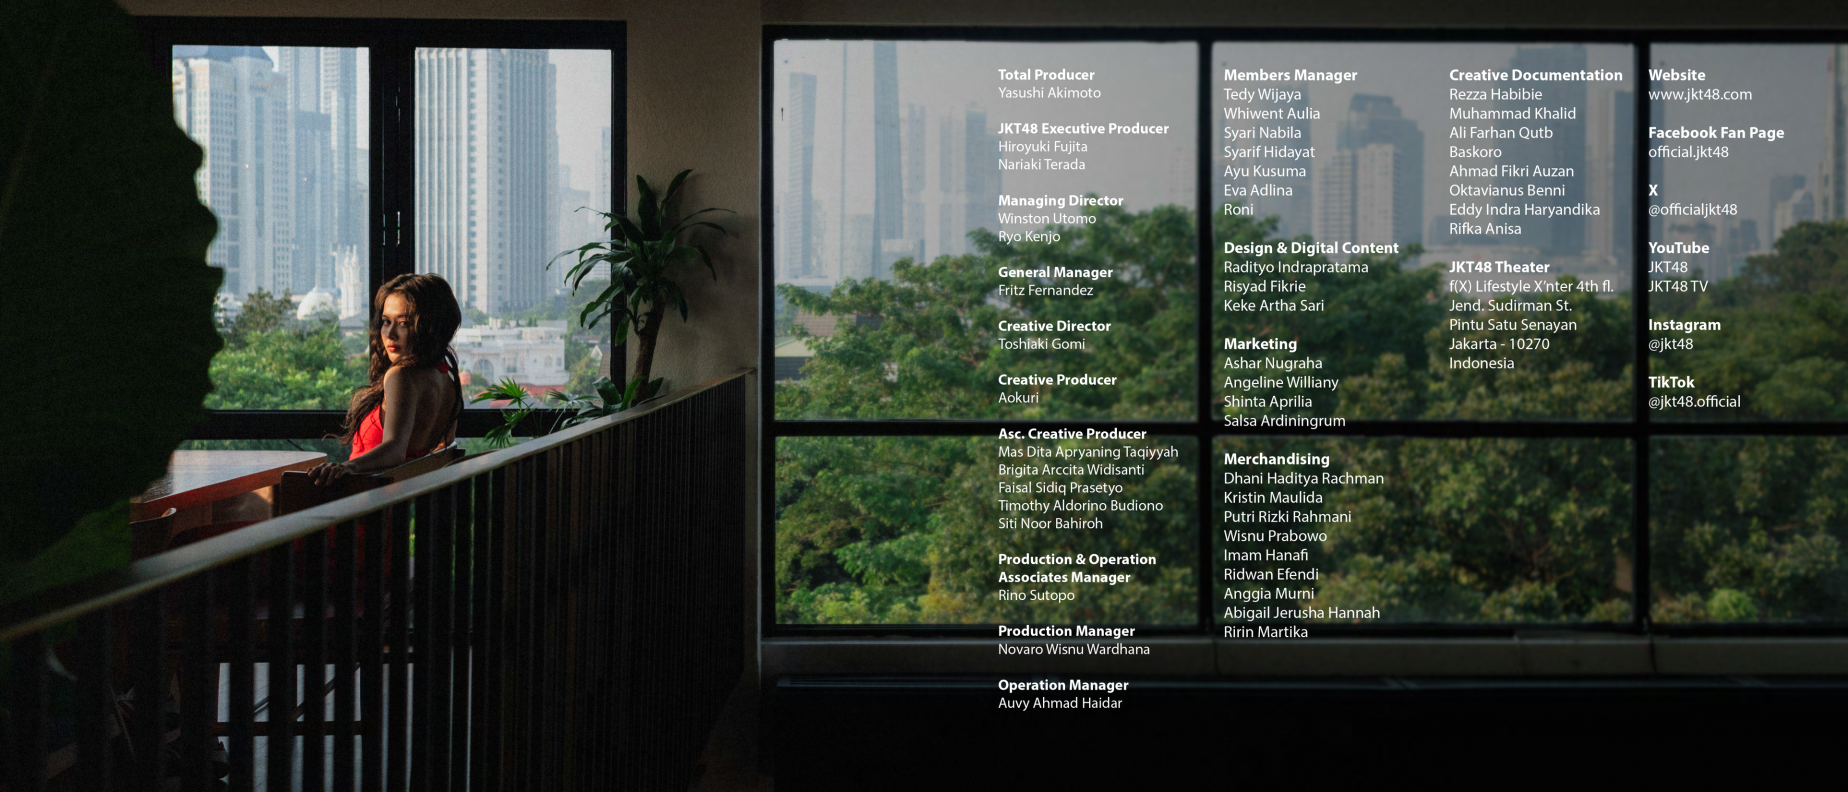 Total Producer
Yasushi Akimoto
JKT48 Executive Producer
Hiroyuki Fujita
Nariaki Terada
Managing Director
Winston Utomo
Ryo Kenjo
General Manager
Fritz Fernandez
Creative Director
Toshiaki Gomi
Creative Producer
Aokuri
Asc. Creative Producer
Mas Dita Apryaning Taqiyyah
Brigita Arccita Widisanti
Faisal Sidiq Prasetyo
Timothy Aldorino Budiono
Siti Noor Bahiroh
Production & Operation
Associates Manager
Rino Sutopo
Production Manager
Novaro Wisnu Wardhana
Operation Manager
Auvy Ahmad Haidar
Members Manager
Tedy Wijaya
Whiwent Aulia
Syari Nabila
Syarif Hidayat
Ayu Kusuma
Eva Adlina
Roni
Design & Digital Content
Radityo Indrapratama
Risyad Fikrie
Keke Artha Sari
Marketing
Ashar Nugraha
Angeline Williany
Shinta Aprilia
Salsa Ardiningrum
Merchandising
Dhani Haditya Rachman
Kristin Maulida
Putri Rizki Rahmani
Wisnu Prabowo
Imam Hanafi
Ridwan Efendi
Anggia Murni
Abigail Jerusha Hannah
Ririn Martika
Creative Documentation
Rezza Habibie
Muhammad Khalid
Ali Farhan Qutb
Baskoro
Ahmad Fikri Auzan
Oktavianus Benni
Eddy Indra Haryandika
Rifka Anisa
JKT48 Theater
f(X) Lifestyle X'nter 4th fl.
Jend. Sudirman St.
Pintu Satu Senayan
Jakarta - 10270
Indonesia
Website
www.jkt48.com
Facebook Fan Page
official.jkt48
X
@officialjkt48
YouTube
JKT48
JKT48 TV
Instagram
@jkt48
TikTok
@jkt48.official